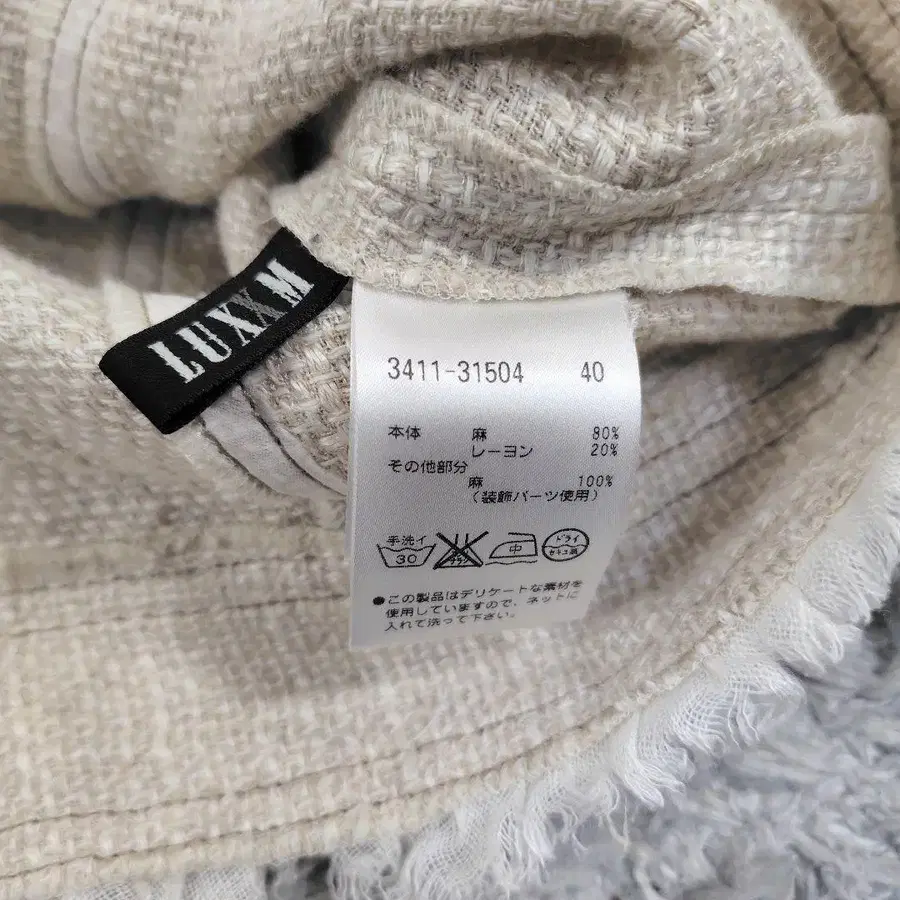 LUXXM
3411-31504 40
本体 麻 80%
レーヨン 20%
その他部分
麻 100%
(装飾パーツ使用)
手洗イ 中 ドライ
30 セキユ系
●この製品はデリケートな素材を
使用していますので、ネットに
入れて洗って下さい。